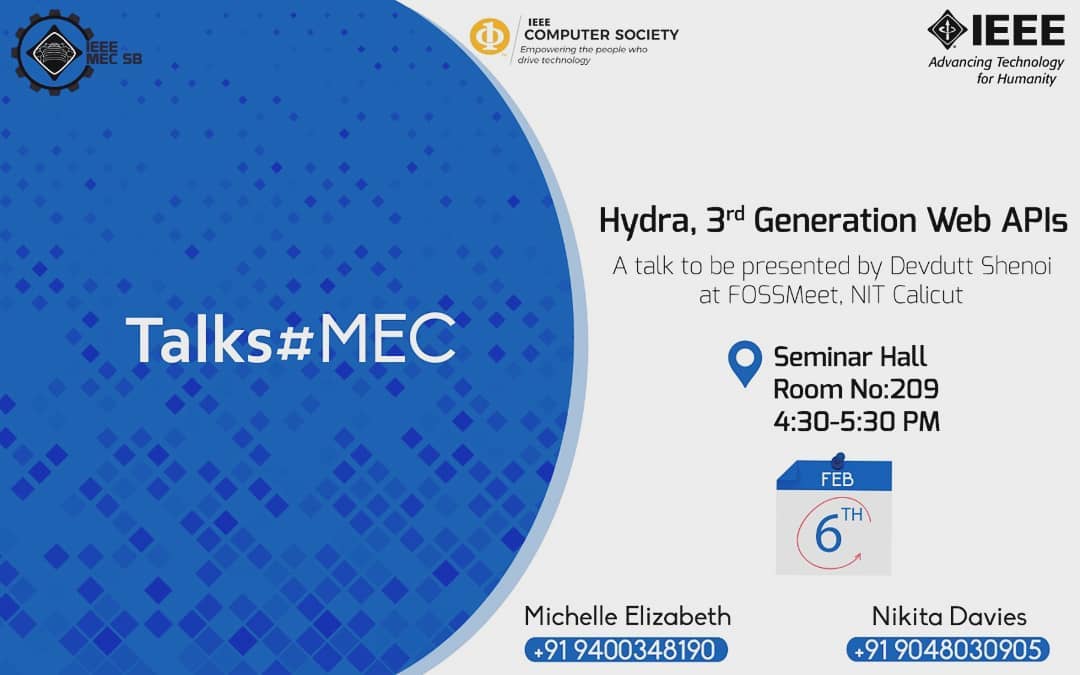 IEEE
MEC SB
IEEE
COMPUTER SOCIETY
Empowering the people who
drive technology
IEEE
Advancing Technology
for Humanity
Talks#MEC
Hydra, 3rd Generation Web APIs
A talk to be presented by Devdutt Shenoi
at FOSSMeet, NIT Calicut
Seminar Hall
Room No:209
4:30-5:30 PM
FEB
6TH
Michelle Elizabeth
+91 9400348190
Nikita Davies
+91 9048030905